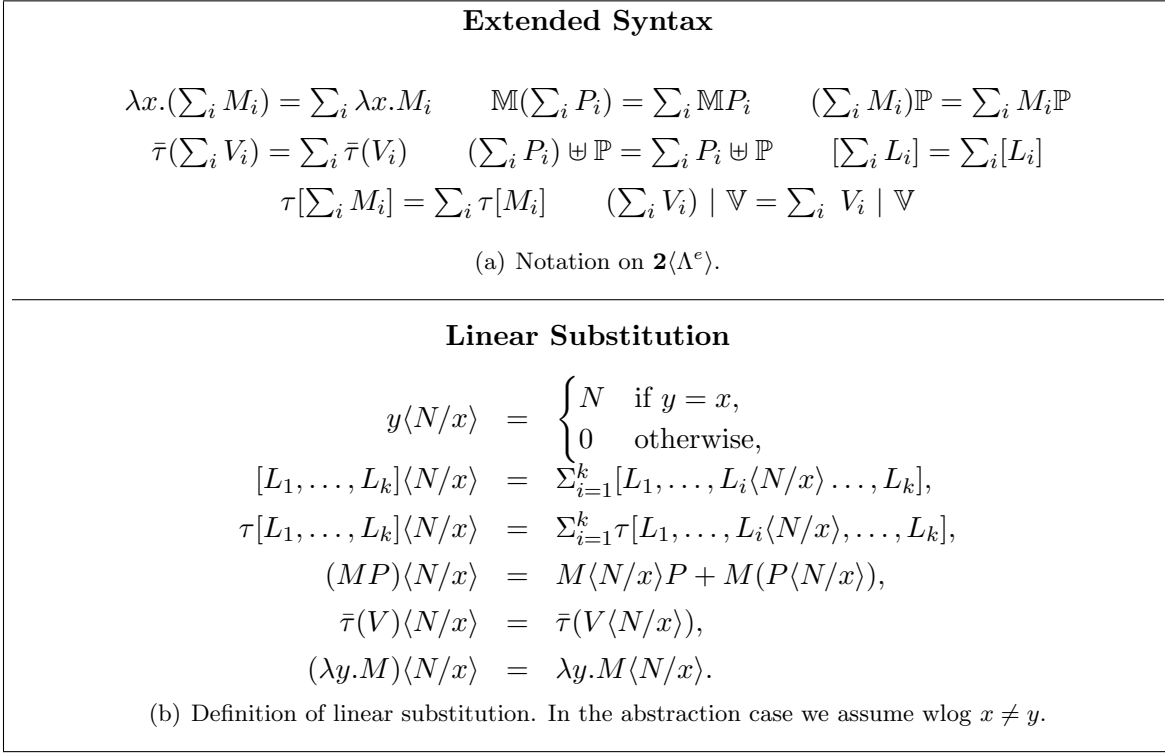 Extended Syntax
λx.(∑_i M_i) = ∑_i λx.M_i    𝕄(∑_i P_i) = ∑_i 𝕄P_i    (∑_i M_i)ℙ = ∑_i M_iℙ
τ̄(∑_i V_i) = ∑_i τ̄(V_i)    (∑_i P_i) ⊎ ℙ = ∑_i P_i ⊎ ℙ    [∑_i L_i] = ∑_i[L_i]
τ[∑_i M_i] = ∑_i τ[M_i]    (∑_i V_i) | 𝕍 = ∑_i V_i | 𝕍
(a) Notation on 𝟐⟨Λ^e⟩.
Linear Substitution
y⟨N/x⟩ = { N if y = x,
0 otherwise,
[L_1, . . . , L_k]⟨N/x⟩ = Σ_{i=1}^k[L_1, . . . , L_i⟨N/x⟩ . . . , L_k],
τ[L_1, . . . , L_k]⟨N/x⟩ = Σ_{i=1}^k τ[L_1, . . . , L_i⟨N/x⟩, . . . , L_k],
(MP)⟨N/x⟩ = M⟨N/x⟩P + M(P⟨N/x⟩),
τ̄(V)⟨N/x⟩ = τ̄(V⟨N/x⟩),
(λy.M)⟨N/x⟩ = λy.M⟨N/x⟩.
(b) Definition of linear substitution. In the abstraction case we assume wlog x ≠ y.